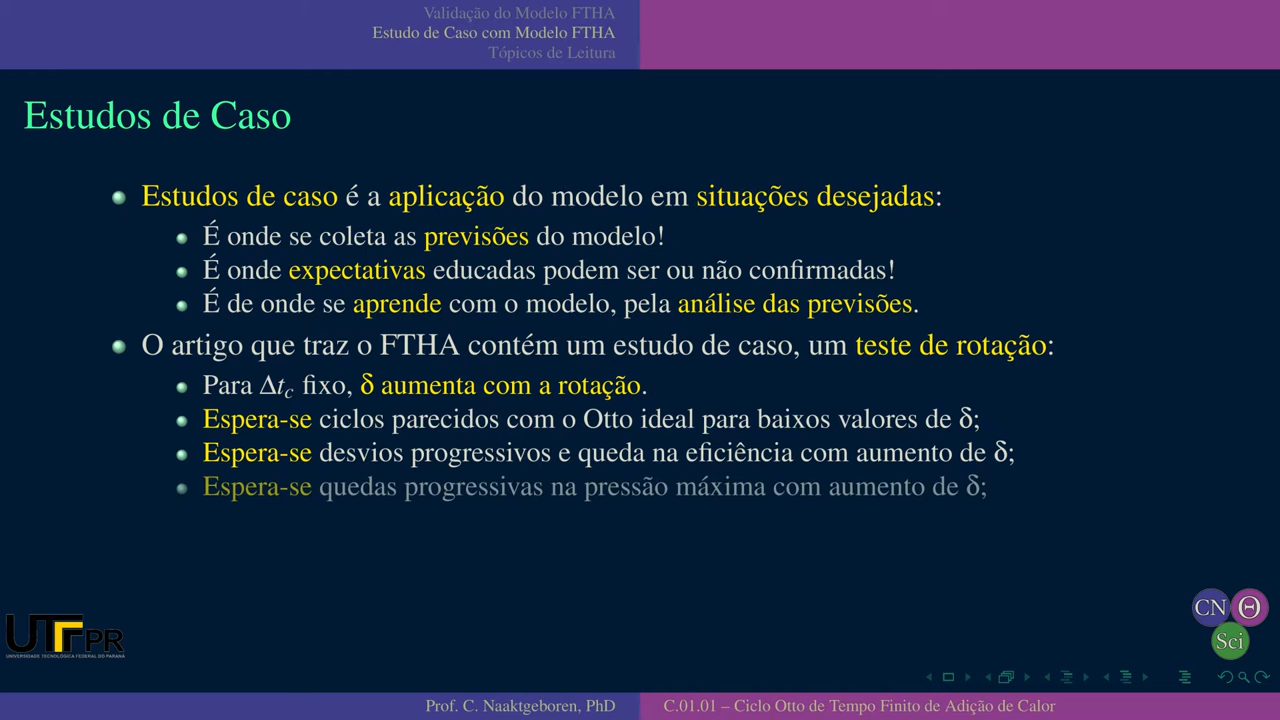 Validação do Modelo FTHA
Estudo de Caso com Modelo FTHA
Tópicos de Leitura
Estudos de Caso
Estudos de caso é a aplicação do modelo em situações desejadas:
É onde se coleta as previsões do modelo!
É onde expectativas educadas podem ser ou não confirmadas!
É de onde se aprende com o modelo, pela análise das previsões.
O artigo que traz o FTHA contém um estudo de caso, um teste de rotação:
Para Δtc fixo, δ aumenta com a rotação.
Espera-se ciclos parecidos com o Otto ideal para baixos valores de δ;
Espera-se desvios progressivos e queda na eficiência com aumento de δ;
Espera-se quedas progressivas na pressão máxima com aumento de δ;
UTFPR
UNIVERSIDADE TECNOLÓGICA FEDERAL DO PARANÁ
CN Θ
Sci
Prof. C. Naaktgeboren, PhD
C.01.01 – Ciclo Otto de Tempo Finito de Adição de Calor